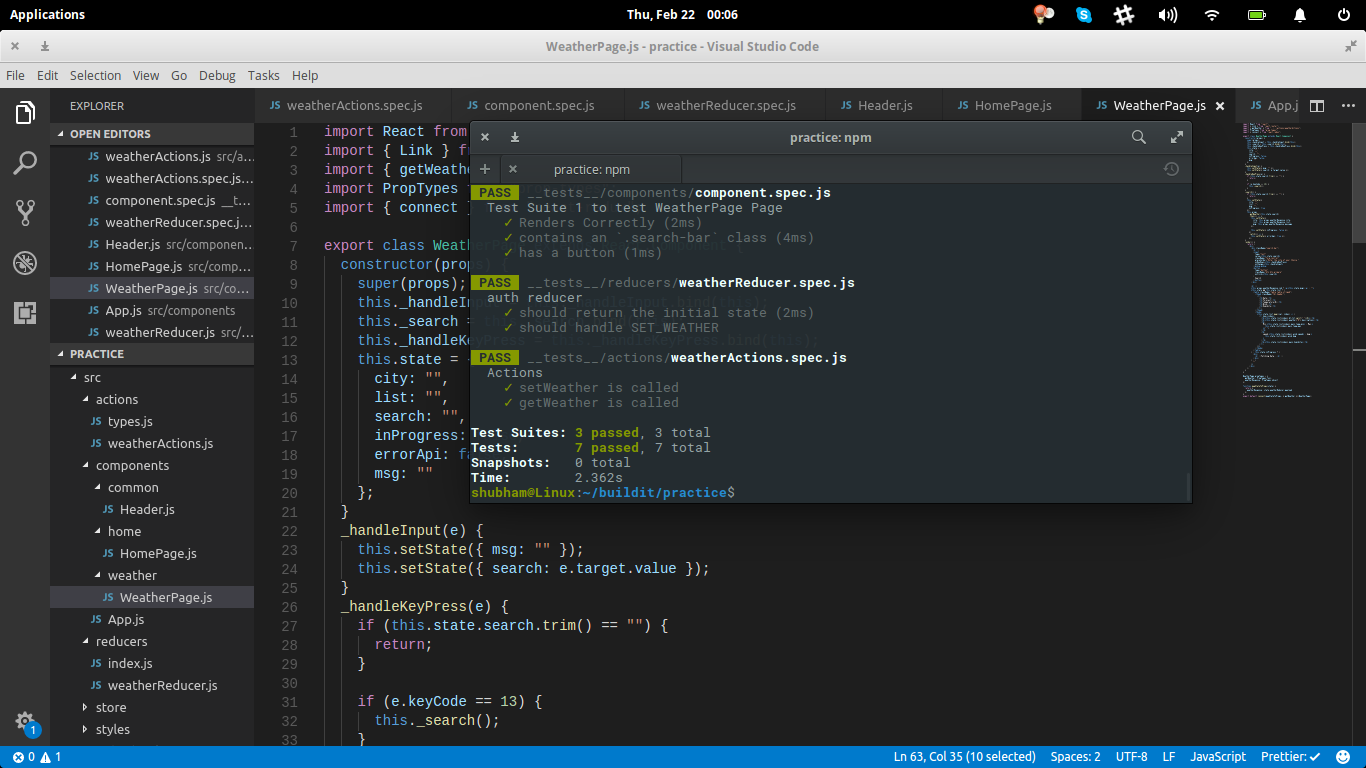 Applications
Thu, Feb 22 00:06
WeatherPage.js - practice - Visual Studio Code
File Edit Selection View Go Debug Tasks Help
EXPLORER
OPEN EDITORS
JS weatherActions.js src/a...
JS weatherActions.spec.js...
JS component.spec.js __t...
JS weatherReducer.spec.j...
JS Header.js src/componen...
JS HomePage.js src/comp...
JS WeatherPage.js src/co...
JS App.js src/components
JS weatherReducer.js src/...
PRACTICE
src
actions
JS types.js
JS weatherActions.js
components
common
JS Header.js
home
JS HomePage.js
weather
JS WeatherPage.js
JS App.js
reducers
JS index.js
JS weatherReducer.js
store
styles
1
JS weatherActions.spec.js
JS component.spec.js
JS weatherReducer.spec.js
JS Header.js
JS HomePage.js
JS WeatherPage.js
JS App.j
1 import React from
2 import { Link } f
3 import { getWeath
4 import PropTypes
5 import { connect
6
7 export class Weat
8 constructor(prop
9 super(props);
10 this._handleInp
11 this._search =
12 this._handleKey
13 this.state =
14 city: "",
15 list: "",
16 search: "",
17 inProgress:
18 errorApi: fa
19 msg: ""
20 };
21 }
22 _handleInput(e) {
23 this.setState({ msg: "" });
24 this.setState({ search: e.target.value });
25 }
26 _handleKeyPress(e) {
27 if (this.state.search.trim() == "") {
28 return;
29 }
30
31 if (e.keyCode == 13) {
32 this._search();
33 }
practice: npm
practice: npm
PASS __tests__/components/component.spec.js
Test Suite 1 to test WeatherPage Page
✓ Renders Correctly (2ms)
✓ contains an `.search-bar` class (4ms)
✓ has a button (1ms)
PASS __tests__/reducers/weatherReducer.spec.js
auth reducer
✓ should return the initial state (2ms)
✓ should handle SET_WEATHER
PASS __tests__/actions/weatherActions.spec.js
Actions
✓ setWeather is called
✓ getWeather is called
Test Suites: 3 passed, 3 total
Tests: 7 passed, 7 total
Snapshots: 0 total
Time: 2.362s
shubham@Linux:~/buildit/practice$
0 1
Ln 63, Col 35 (10 selected) Spaces: 2 UTF-8 LF JavaScript Prettier: ✓